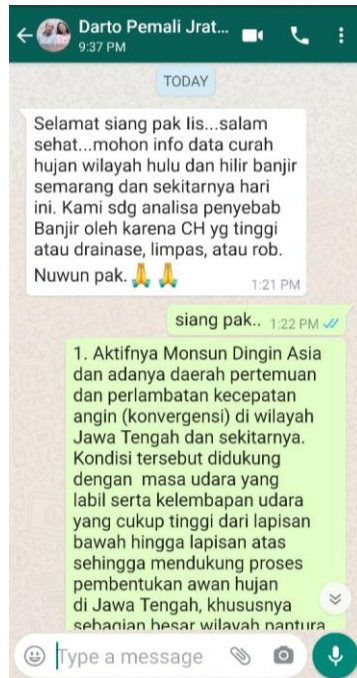 Darto Pemali Jrat...
9:37 PM
TODAY
Selamat siang pak Iis...salam
sehat...mohon info data curah
hujan wilayah hulu dan hilir banjir
semarang dan sekitarnya hari
ini. Kami sdg analisa penyebab
Banjir oleh karena CH yg tinggi
atau drainase, limpas, atau rob.
Nuwun pak.🙏 🙏
1:21 PM
siang pak.. 1:22 PM
1. Aktifnya Monsun Dingin Asia
dan adanya daerah pertemuan
dan perlambatan kecepatan
angin (konvergensi) di wilayah
Jawa Tengah dan sekitarnya.
Kondisi tersebut didukung
dengan masa udara yang
labil serta kelembapan udara
yang cukup tinggi dari lapisan
bawah hingga lapisan atas
sehingga mendukung proses
pembentukan awan hujan
di Jawa Tengah, khususnya
sebagian besar wilayah pantura
Type a message